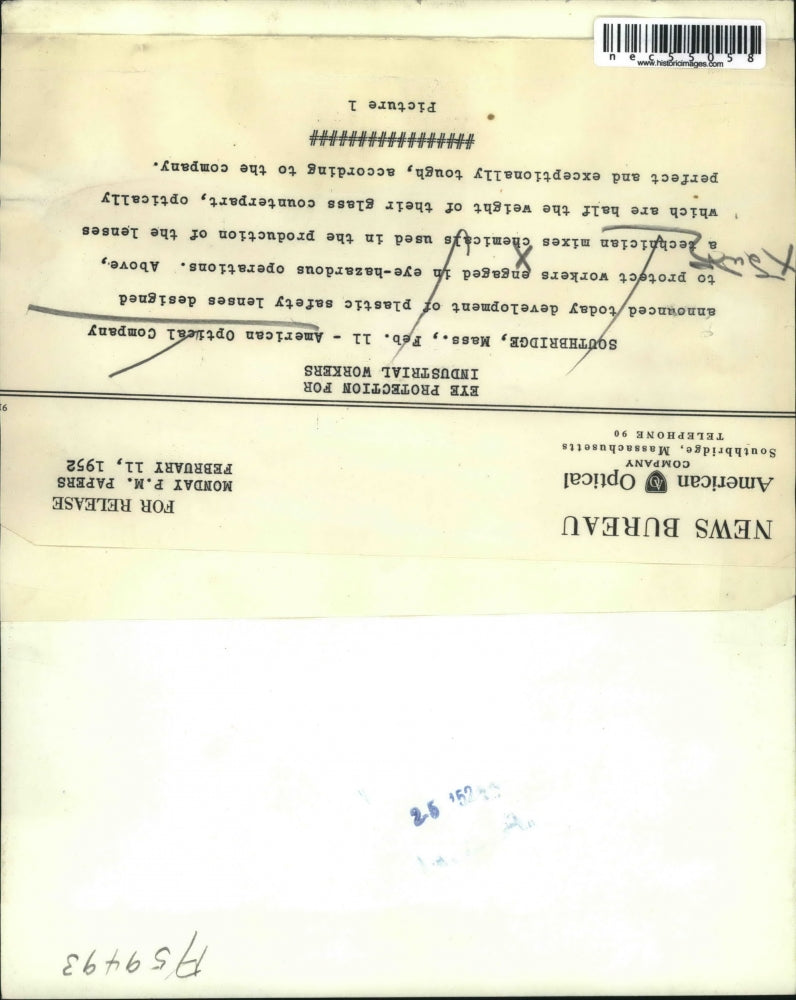 nec55058
www.historicimages.com
NEWS BUREAU
American AO Optical
COMPANY
Southbridge, Massachusetts
TELEPHONE 90
FOR RELEASE
MONDAY P.M. PAPERS
FEBRUARY 11, 1952
EYE PROTECTION FOR
INDUSTRIAL WORKERS
SOUTHBRIDGE, Mass., Feb. 11 - American Optical Company
announced today development of plastic safety lenses designed
to protect workers engaged in eye-hazardous operations. Above,
a technician mixes chemicals used in the production of the lenses
which are half the weight of their glass counterpart, optically
perfect and exceptionally tough, according to the company.
################
Picture 1
A59493